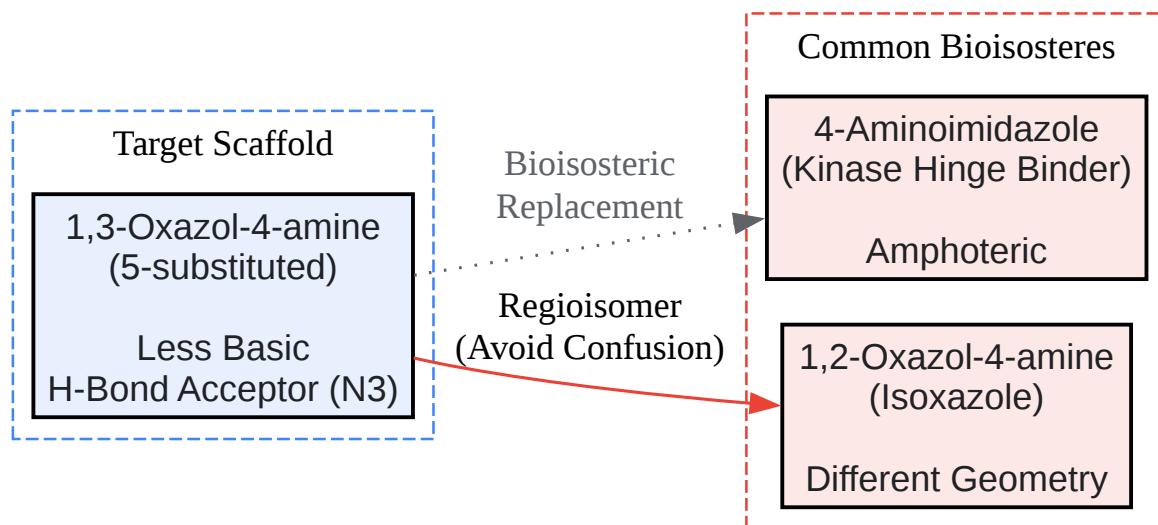 Target Scaffold
1,3-Oxazol-4-amine
(5-substituted)
Less Basic
H-Bond Acceptor (N3)
Bioisosteric
Replacement
Regioisomer
(Avoid Confusion)
Common Bioisosteres
4-Aminoimidazole
(Kinase Hinge Binder)
Amphoteric
1,2-Oxazol-4-amine
(Isoxazole)
Different Geometry